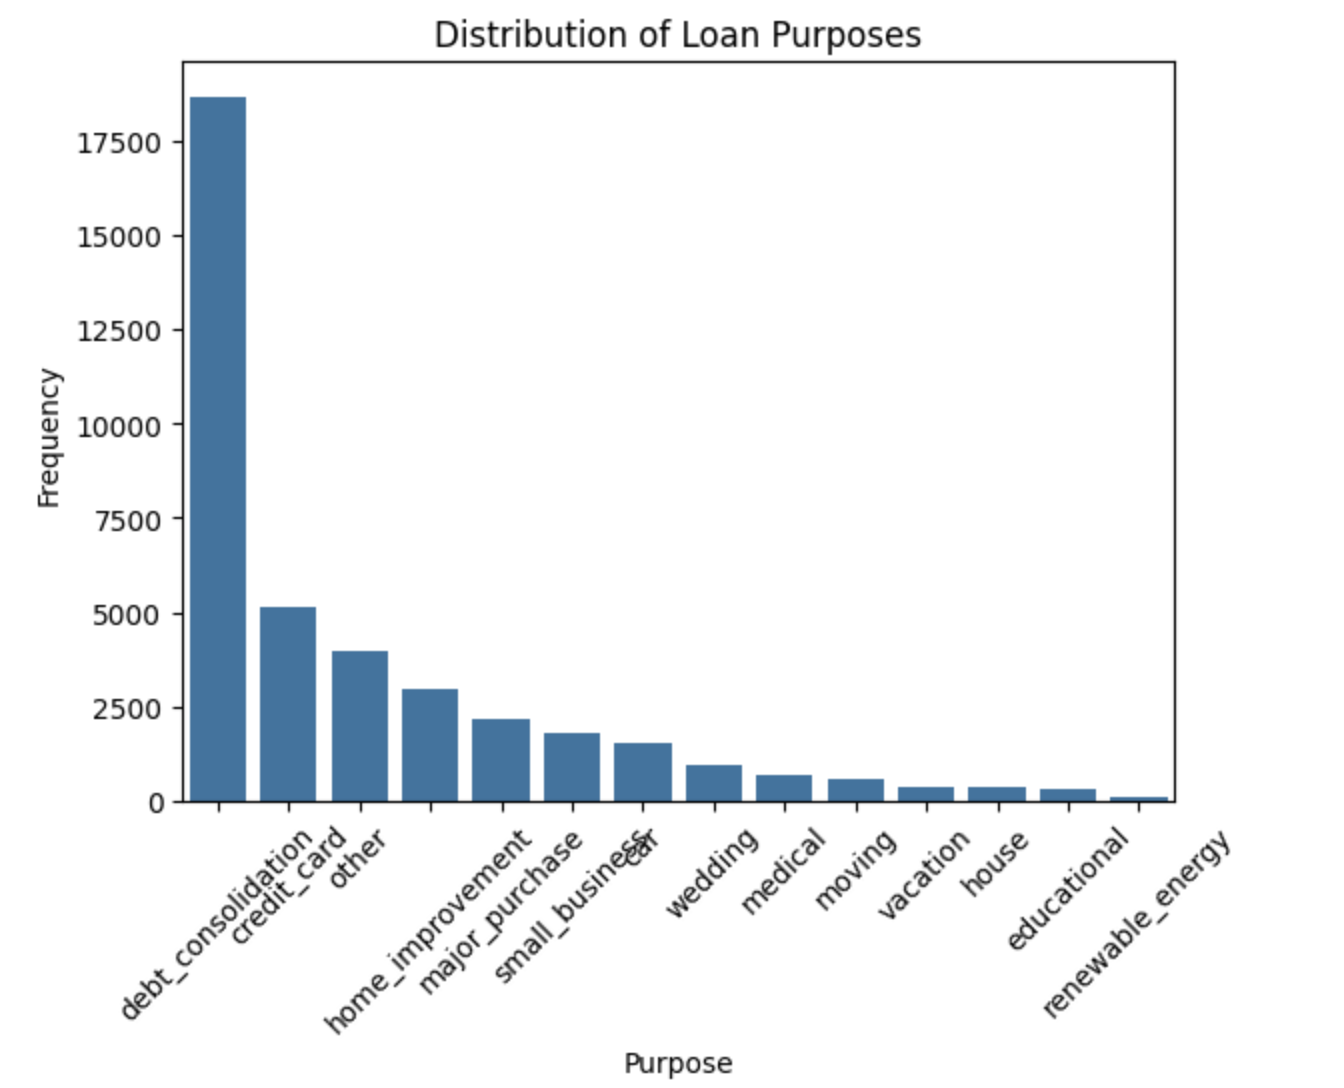 Distribution of Loan Purposes
17500
15000
12500
10000
7500
5000
2500
0
Frequency
debt_consolidation
credit_card
other
home_improvement
major_purchase
small_business
car
wedding
medical
moving
vacation
house
educational
renewable_energy
Purpose